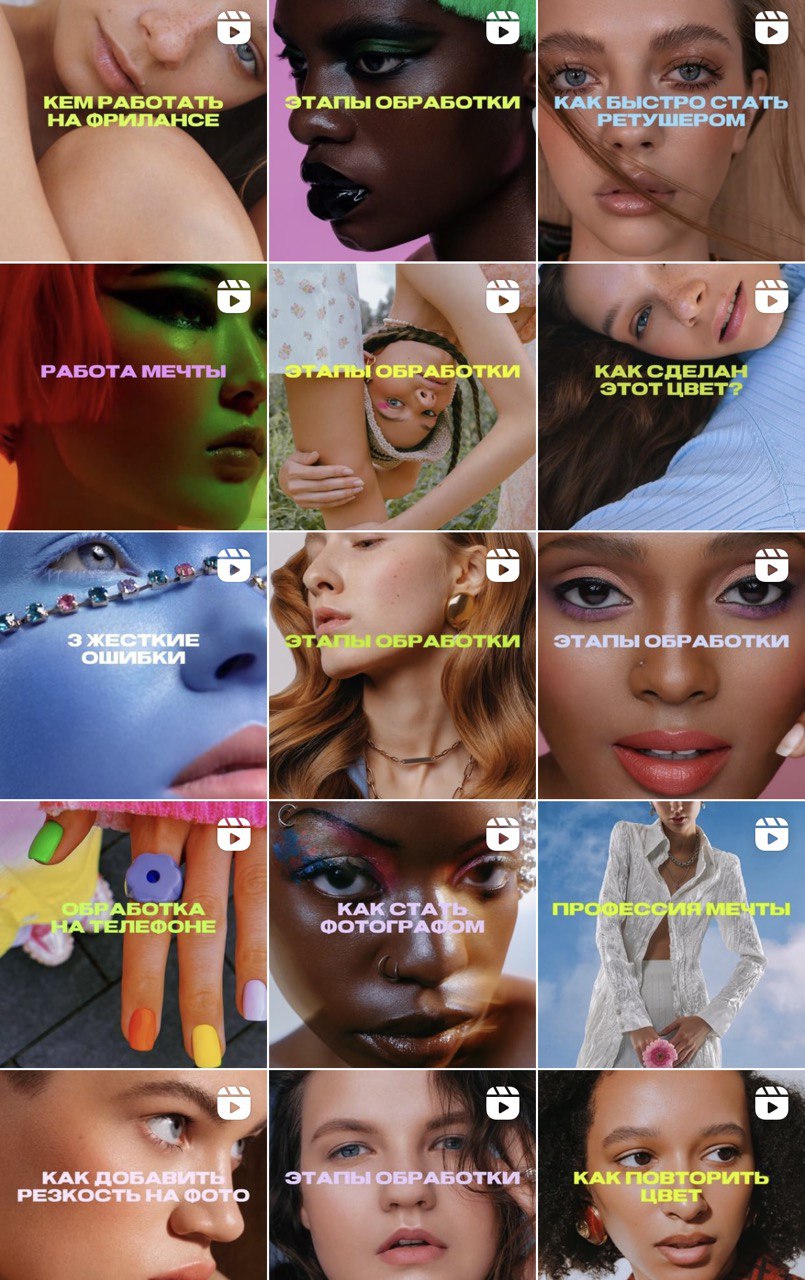 КЕМ РАБОТАТЬ
НА ФРИЛАНСЕ
ЭТАПЫ ОБРАБОТКИ
КАК БЫСТРО СТАТЬ
РЕТУШЕРОМ
РАБОТА МЕЧТЫ
ЭТАПЫ ОБРАБОТКИ
КАК СДЕЛАН
ЭТОТ ЦВЕТ?
3 ЖЕСТКИЕ
ОШИБКИ
ЭТАПЫ ОБРАБОТКИ
ЭТАПЫ ОБРАБОТКИ
ОБРАБОТКА
НА ТЕЛЕФОНЕ
КАК СТАТЬ
ФОТОГРАФОМ
ПРОФЕССИЯ МЕЧТЫ
КАК ДОБАВИТЬ
РЕЗКОСТЬ НА ФОТО
ЭТАПЫ ОБРАБОТКИ
КАК ПОВТОРИТЬ
ЦВЕТ